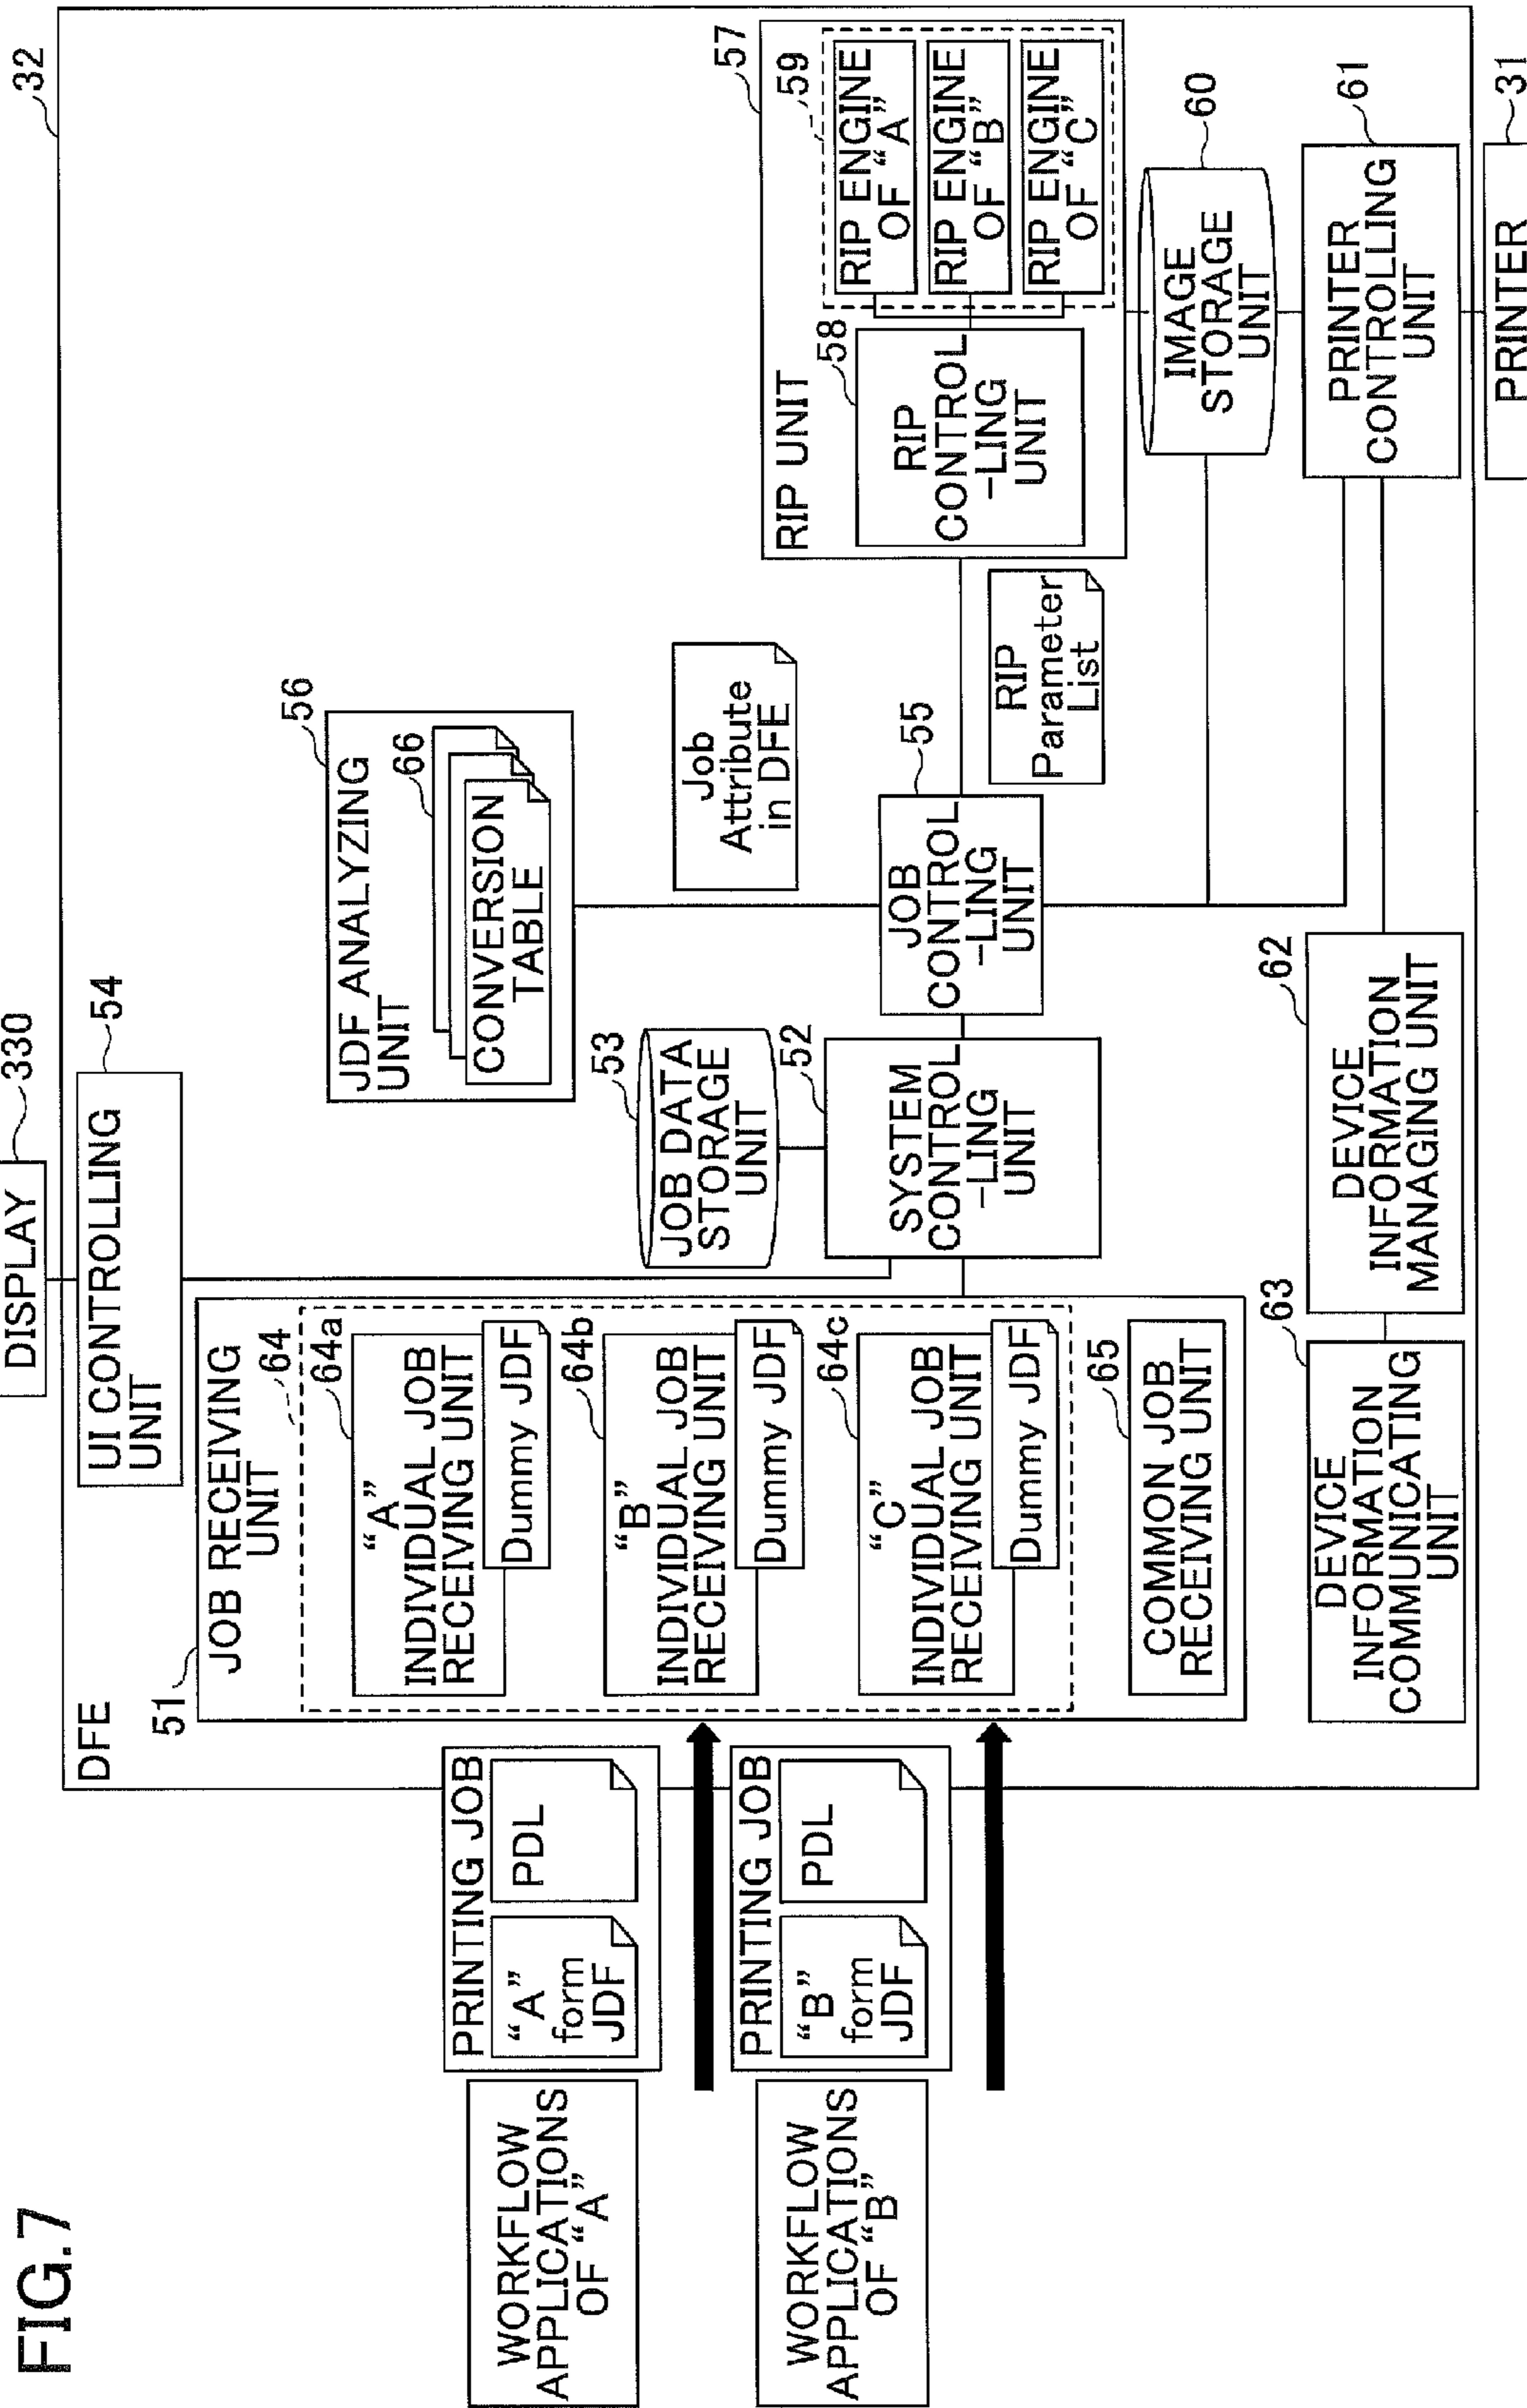 FIG.7
WORKFLOW
APPLICATIONS
OF “A”
PRINTING JOB
“A”
form
JDF
PDL
WORKFLOW
APPLICATIONS
OF “B”
PRINTING JOB
“B”
form
JDF
PDL
DISPLAY
330
32
DFE
UI CONTROLLING
UNIT
54
51
JOB RECEIVING
UNIT
64
64a
“A”
INDIVIDUAL JOB
RECEIVING UNIT
Dummy JDF
64b
“B”
INDIVIDUAL JOB
RECEIVING UNIT
Dummy JDF
64c
“C”
INDIVIDUAL JOB
RECEIVING UNIT
Dummy JDF
65
COMMON JOB
RECEIVING UNIT
53
JOB DATA
STORAGE
UNIT
52
SYSTEM
CONTROL
-LING
UNIT
56
JDF ANALYZING
UNIT
66
CONVERSION
TABLE
Job
Attribute
in DFE
55
JOB
CONTROL
-LING
UNIT
RIP
Parameter
List
57
RIP UNIT
58
RIP
CONTROL
-LING
UNIT
59
RIP ENGINE
OF “A”
RIP ENGINE
OF “B”
RIP ENGINE
OF “C”
60
IMAGE
STORAGE
UNIT
61
PRINTER
CONTROLLING
UNIT
31
PRINTER
62
DEVICE
INFORMATION
MANAGING UNIT
63
DEVICE
INFORMATION
COMMUNICATING
UNIT